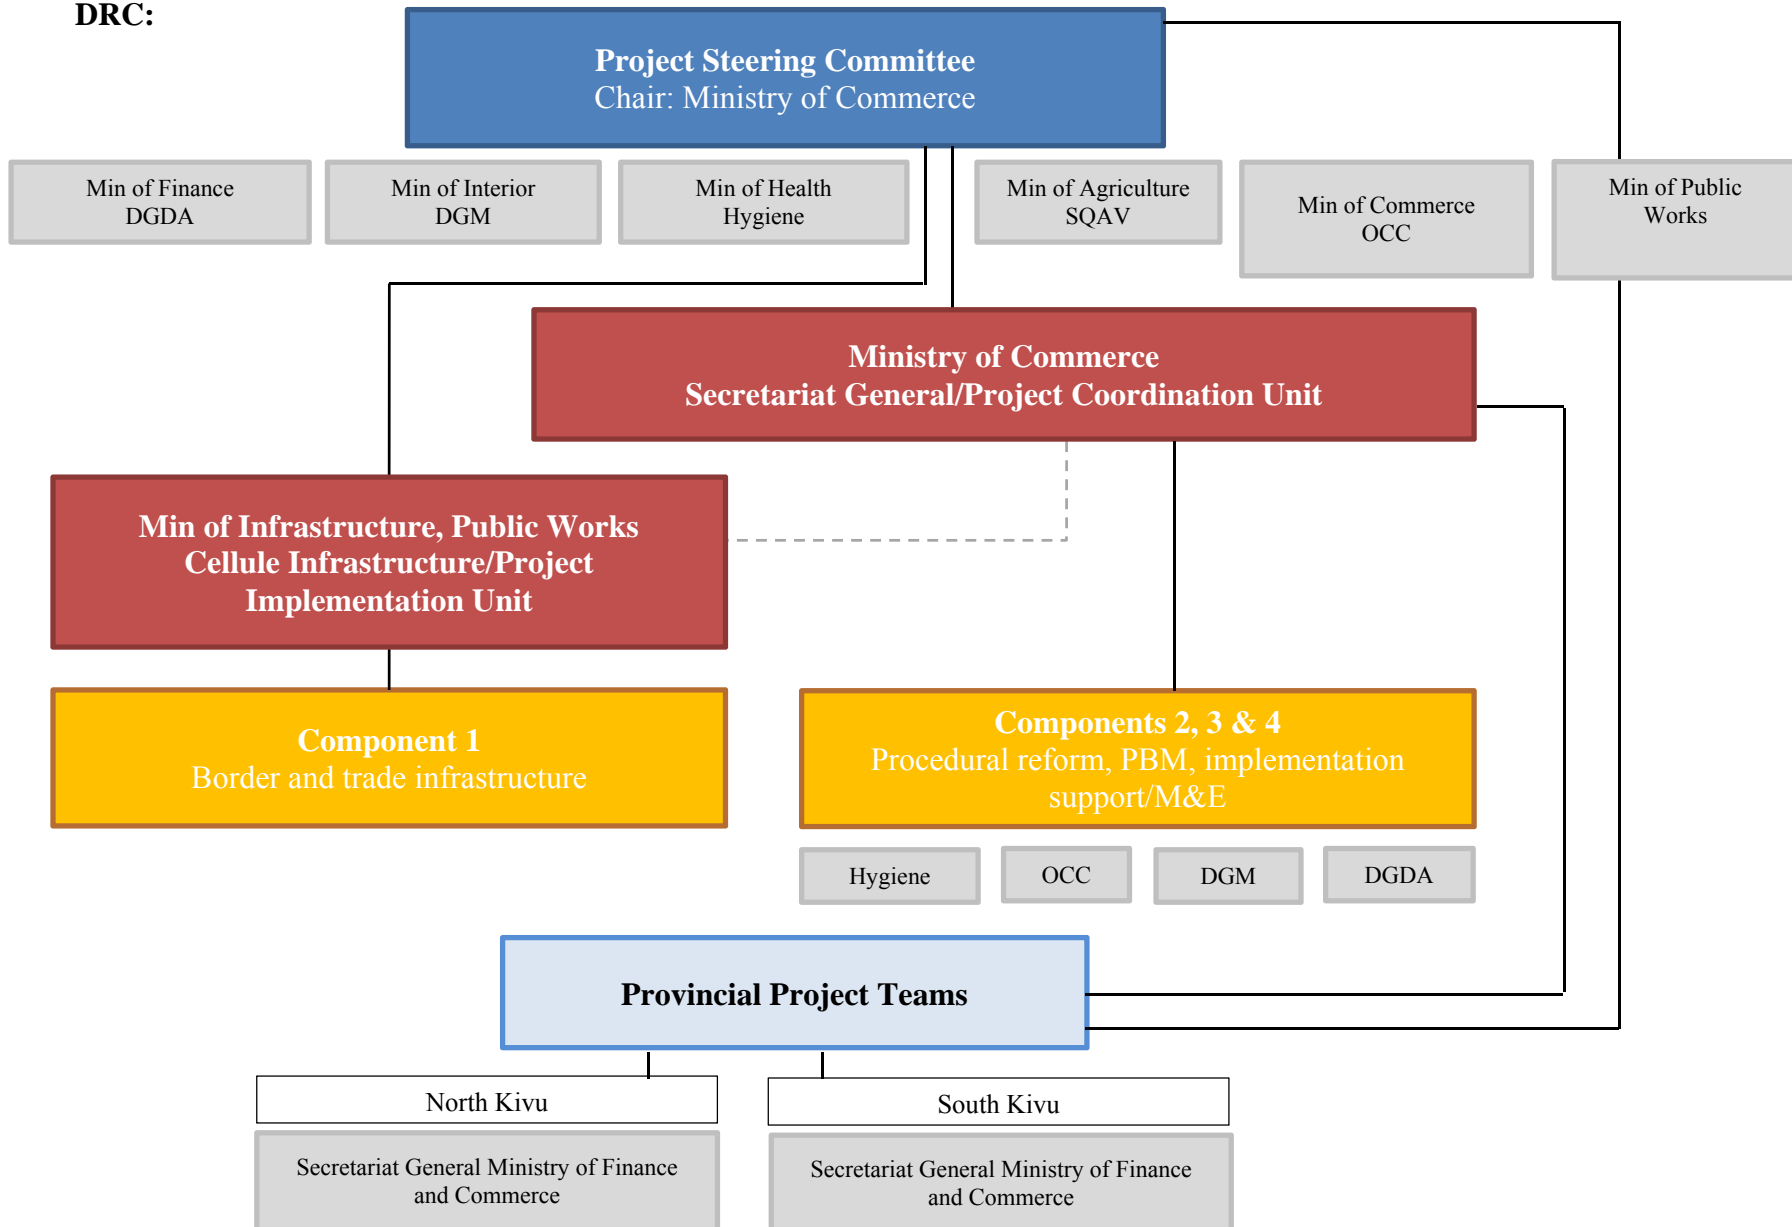 DRC:
Project Steering Committee
Chair: Ministry of Commerce
Min of Finance
DGDA
Min of Interior
DGM
Min of Health
Hygiene
Min of Agriculture
SQAV
Min of Commerce
OCC
Min of Public
Works
Ministry of Commerce
Secretariat General/Project Coordination Unit
Min of Infrastructure, Public Works
Cellule Infrastructure/Project
Implementation Unit
Component 1
Border and trade infrastructure
Components 2, 3 & 4
Procedural reform, PBM, implementation
support/M&E
Hygiene
OCC
DGM
DGDA
Provincial Project Teams
North Kivu
South Kivu
Secretariat General Ministry of Finance
and Commerce
Secretariat General Ministry of Finance
and Commerce